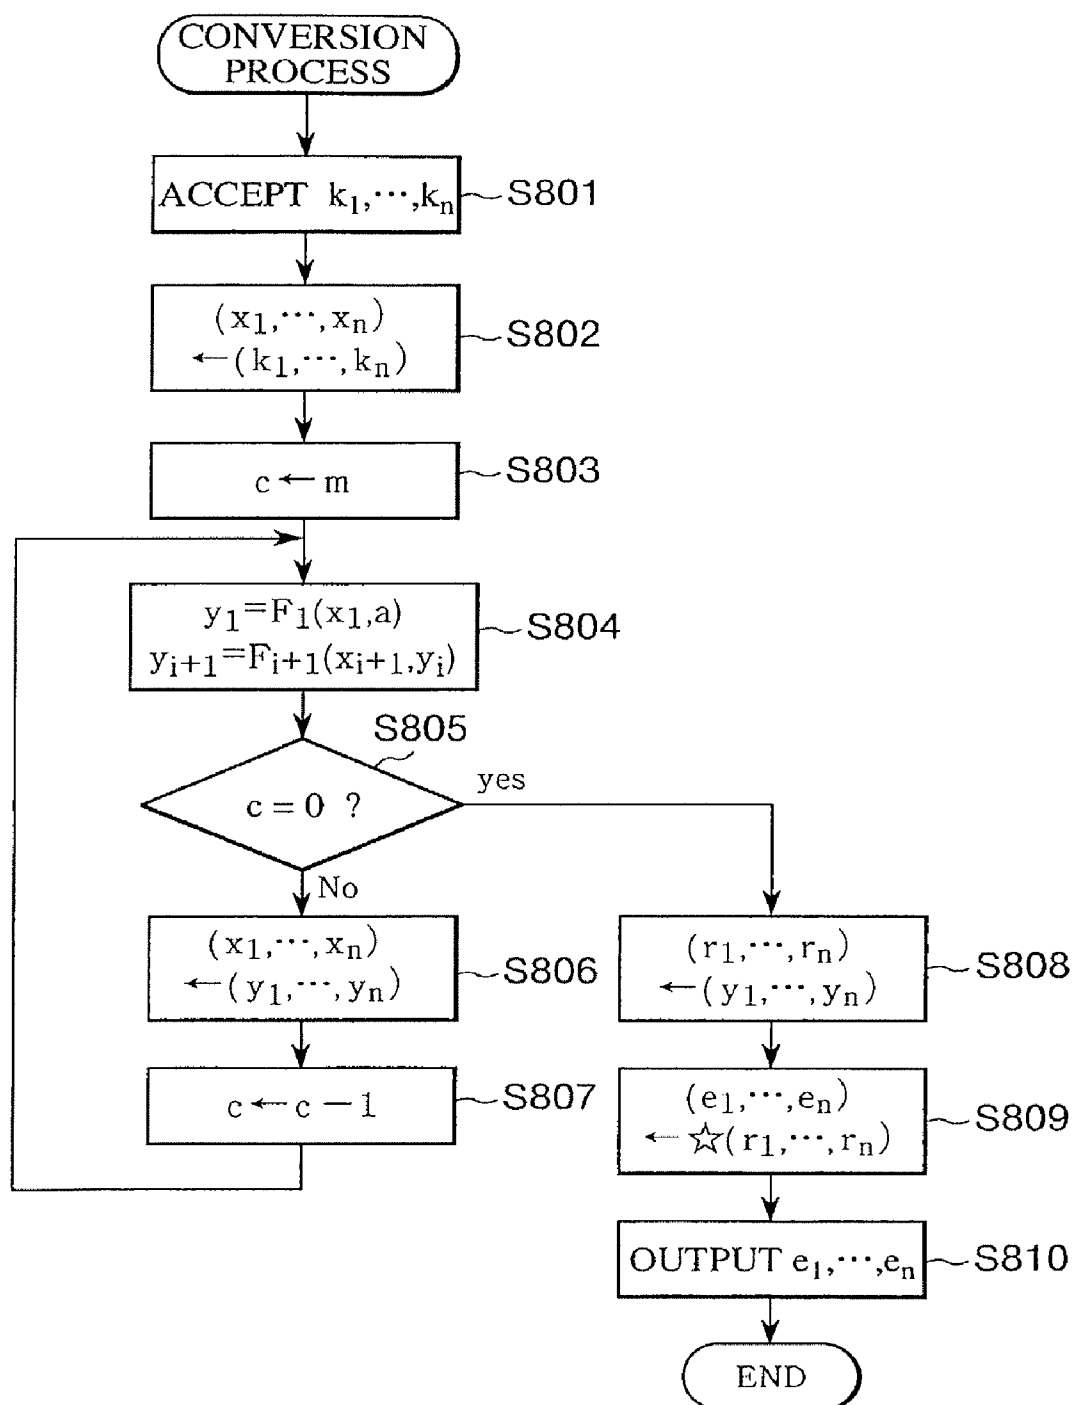 CONVERSION
PROCESS
ACCEPT k₁,⋯,kₙ
S801
(x₁,⋯,xₙ)
←(k₁,⋯,kₙ)
S802
c←m
S803
y₁=F₁(x₁,a)
yᵢ₊₁=Fᵢ₊₁(xᵢ₊₁,yᵢ)
S804
S805
c = 0 ?
yes
No
(x₁,⋯,xₙ)
←(y₁,⋯,yₙ)
S806
c←c − 1
S807
(r₁,⋯,rₙ)
←(y₁,⋯,yₙ)
S808
(e₁,⋯,eₙ)
←☆(r₁,⋯,rₙ)
S809
OUTPUT e₁,⋯,eₙ
S810
END